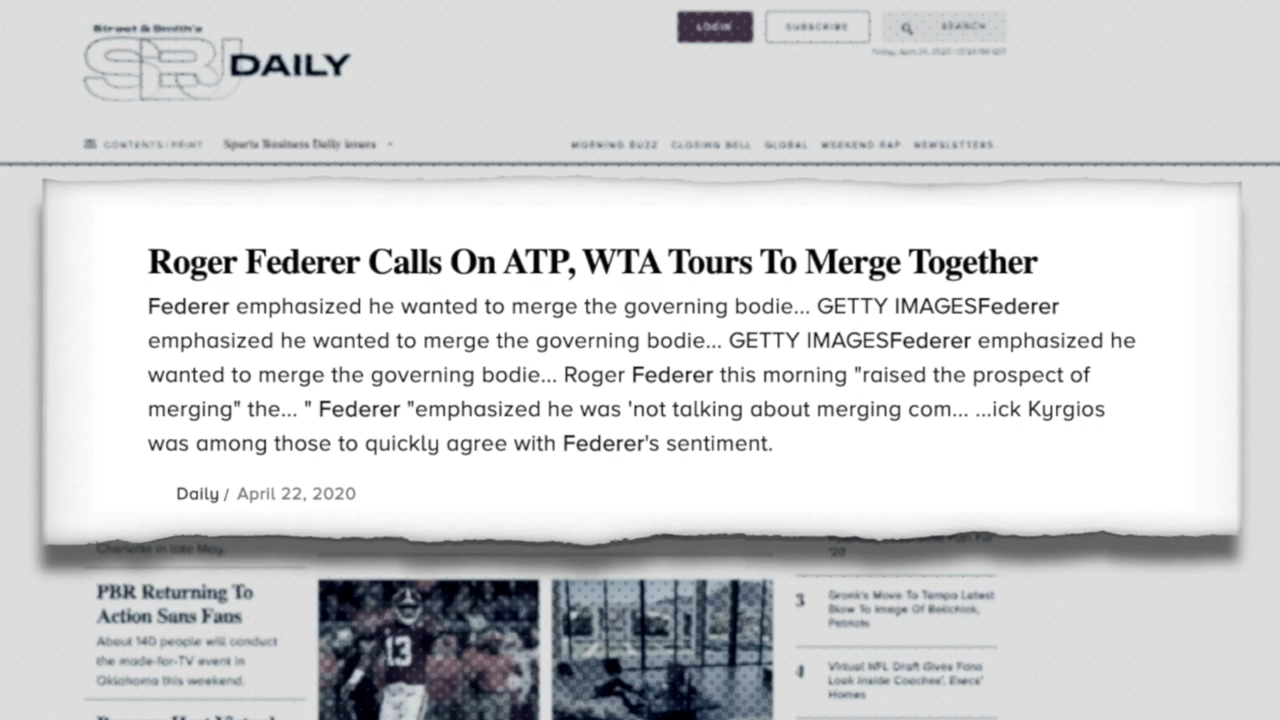 Street & Smith's
SBJ DAILY
LOGIN
SUBSCRIBE
SEARCH
CONTENTS | PRINT
Sports Business Daily issues
MORNING BUZZ
CLOSING BELL
GLOBAL
WEEKEND RAP
NEWSLETTERS
Roger Federer Calls On ATP, WTA Tours To Merge Together
Federer emphasized he wanted to merge the governing bodie... GETTY IMAGESFederer
emphasized he wanted to merge the governing bodie... GETTY IMAGESFederer emphasized he
wanted to merge the governing bodie... Roger Federer this morning "raised the prospect of
merging" the... " Federer "emphasized he was 'not talking about merging com... ...ick Kyrgios
was among those to quickly agree with Federer's sentiment.
Daily / April 22, 2020
Charlotte in late May.
PBR Returning To
Action Sans Fans
About 140 people will conduct
the made-for-TV event in
Oklahoma this weekend.
13
'20
3
Gronk's Move To Tampa Latest
Blow To Image Of Belichick,
Patriots
4
Virtual NFL Draft Gives Fans
Look Inside Coaches', Execs'
Homes